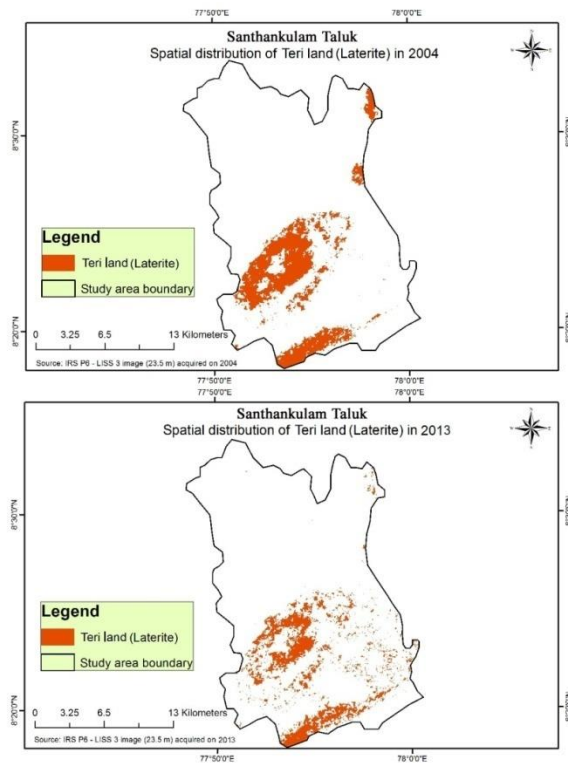 77°50'0"E 78°0'0"E
Santhankulam Taluk
Spatial distribution of Teri land (Laterite) in 2004
8°30'0"N
Legend
Teri land (Laterite)
Study area boundary
8°20'0"N
0 3.25 6.5 13 Kilometers
Source: IRS P6 - LISS 3 image (23.5 m) acquired on 2004
77°50'0"E 78°0'0"E
77°50'0"E 78°0'0"E
Santhankulam Taluk
Spatial distribution of Teri land (Laterite) in 2013
8°30'0"N
Legend
Teri land (Laterite)
Study area boundary
8°20'0"N
0 3.25 6.5 13 Kilometers
Source: IRS P6 - LISS 3 image (23.5 m) acquired on 2013
77°50'0"E 78°0'0"E